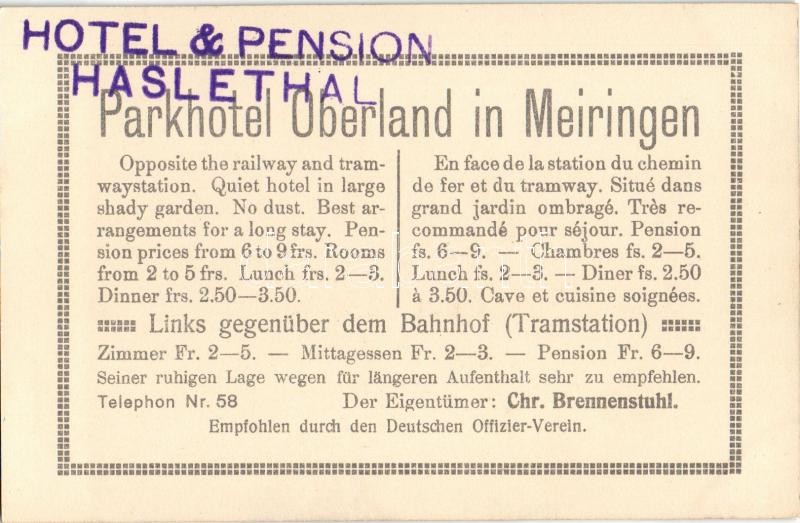 HOTEL & PENSION
HASLETHAL
Parkhotel Oberland in Meiringen
Opposite the railway and tram-
waystation. Quiet hotel in large
shady garden. No dust. Best ar-
rangements for a long stay. Pen-
sion prices from 6 to 9 frs. Rooms
from 2 to 5 frs. Lunch frs. 2—3.
Dinner frs. 2.50—3.50.
En face de la station du chemin
de fer et du tramway. Situé dans
grand jardin ombragé. Très re-
commandé pour séjour. Pension
fs. 6—9. — Chambres fs. 2—5.
Lunch fs. 2—3. — Diner fs. 2.50
à 3.50. Cave et cuisine soignées.
Links gegenüber dem Bahnhof (Tramstation)
Zimmer Fr. 2—5. — Mittagessen Fr. 2—3. — Pension Fr. 6—9.
Seiner ruhigen Lage wegen für längeren Aufenthalt sehr zu empfehlen.
Telephon Nr. 58 Der Eigentümer: Chr. Brennenstuhl.
Empfohlen durch den Deutschen Offizier-Verein.